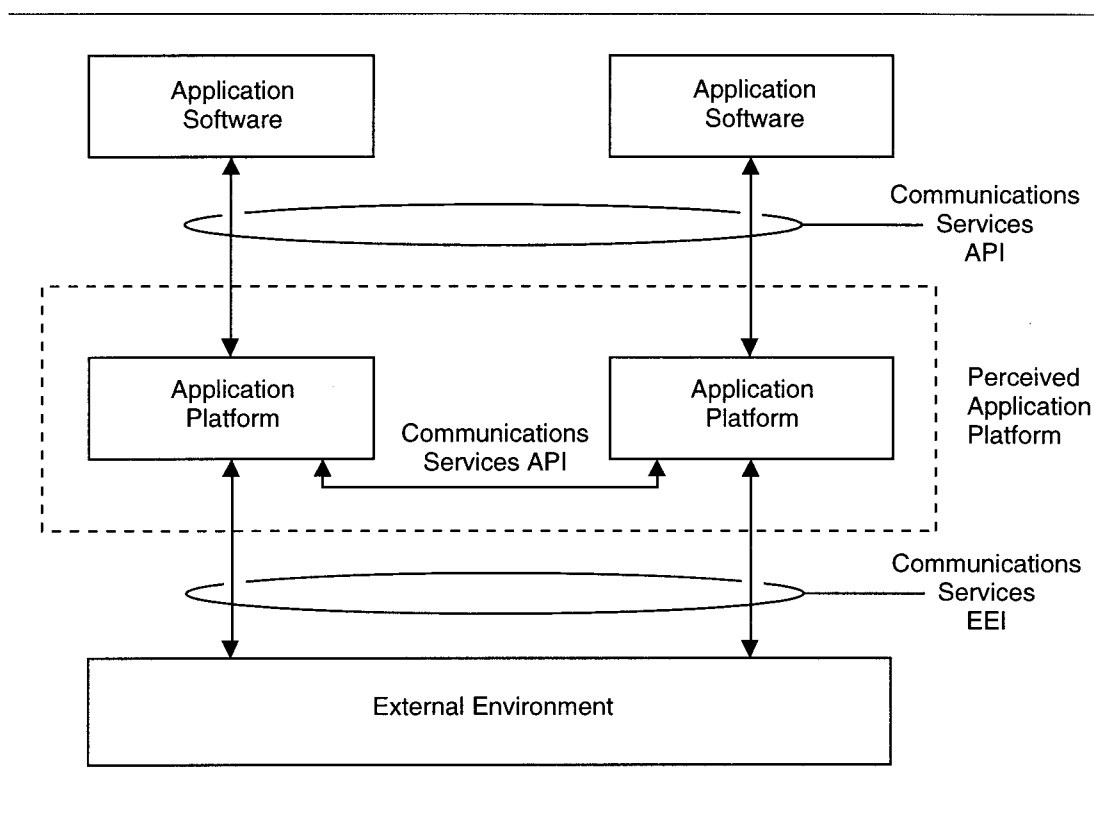 Application
Software
Application
Software
Communications
Services
API
Application
Platform
Application
Platform
Perceived
Application
Platform
Communications
Services API
Communications
Services
EEI
External Environment